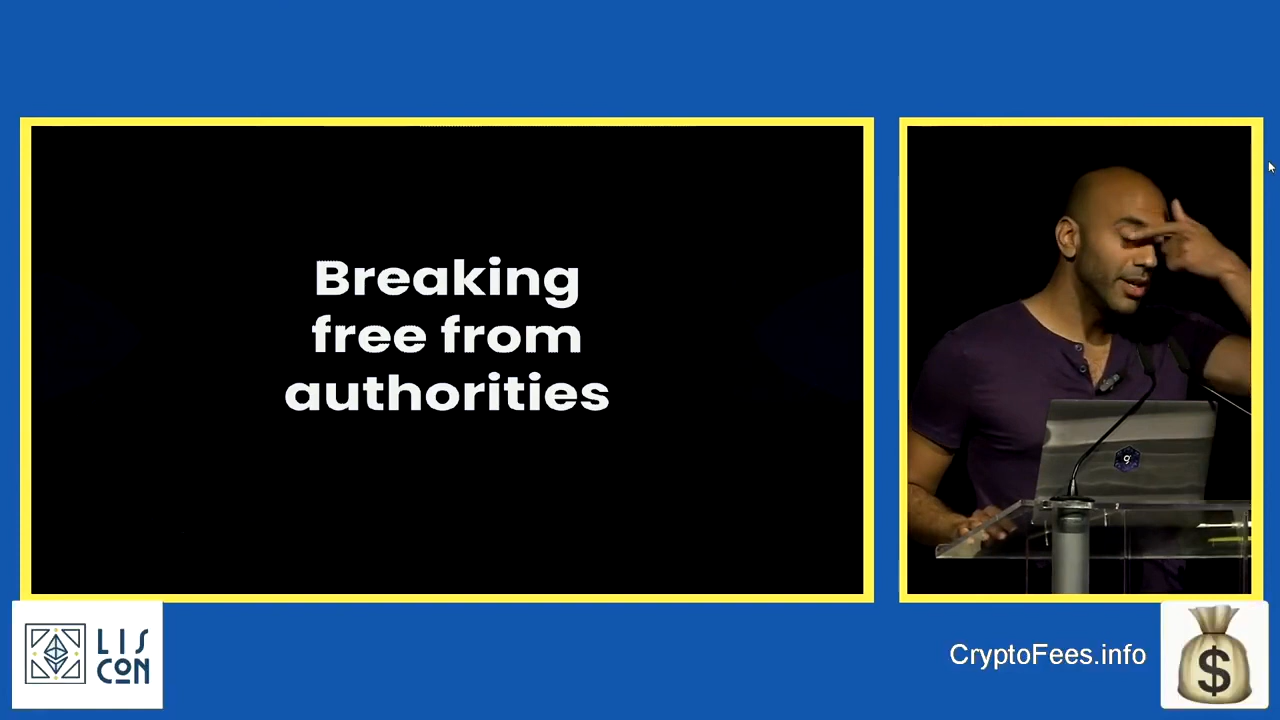 Breaking
free from
authorities
LIS
CON
CryptoFees.info
$